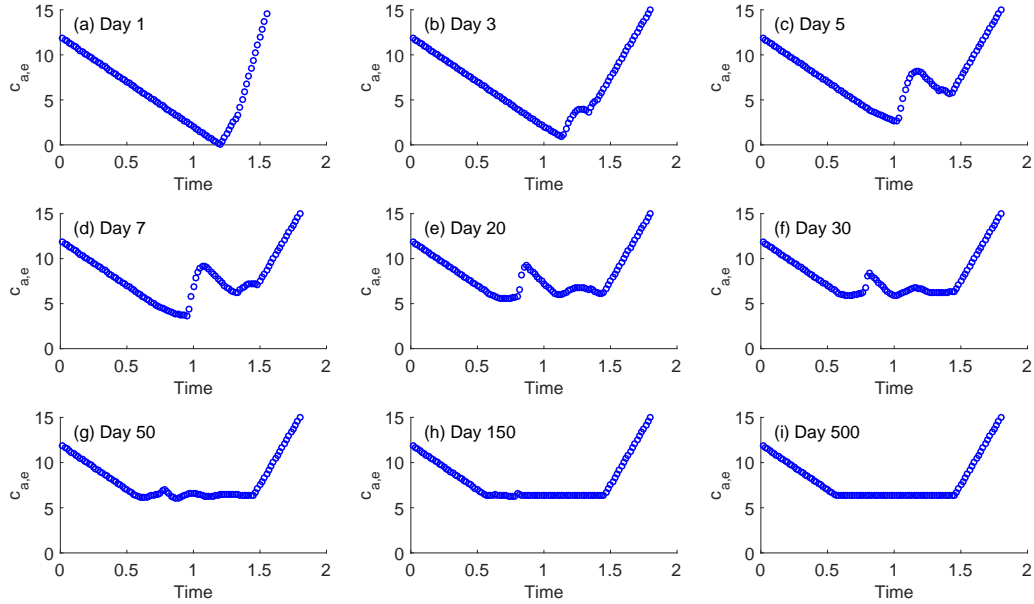 (a) Day 1
15
10
5
0
c a,e
0 0.5 1 1.5 2
Time
(b) Day 3
15
10
5
0
c a,e
0 0.5 1 1.5 2
Time
(c) Day 5
15
10
5
0
c a,e
0 0.5 1 1.5 2
Time
(d) Day 7
15
10
5
0
c a,e
0 0.5 1 1.5 2
Time
(e) Day 20
15
10
5
0
c a,e
0 0.5 1 1.5 2
Time
(f) Day 30
15
10
5
0
c a,e
0 0.5 1 1.5 2
Time
(g) Day 50
15
10
5
0
c a,e
0 0.5 1 1.5 2
Time
(h) Day 150
15
10
5
0
c a,e
0 0.5 1 1.5 2
Time
(i) Day 500
15
10
5
0
c a,e
0 0.5 1 1.5 2
Time